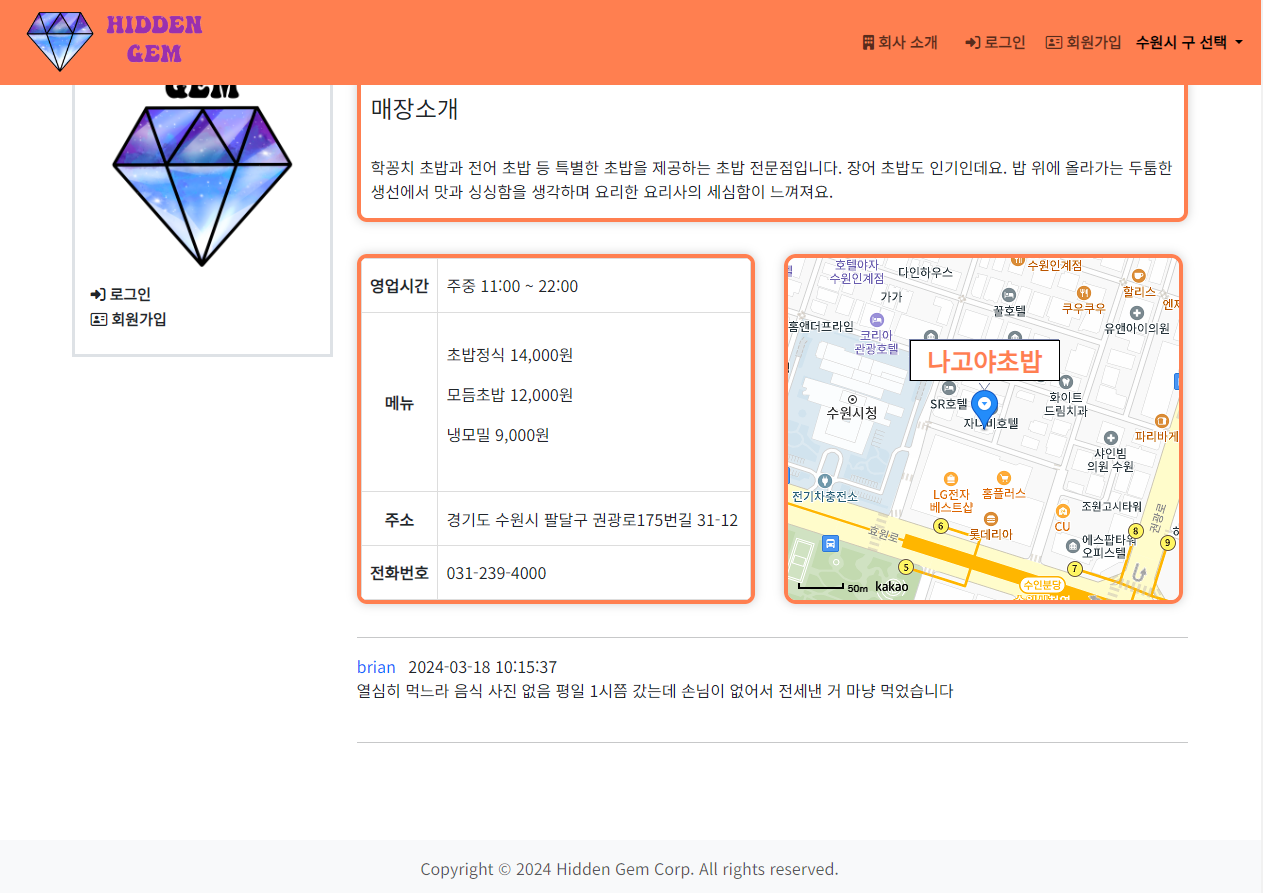 HIDDEN
GEM
회사 소개 로그인 회원가입 수원시 구 선택
GEM
로그인
회원가입
매장소개
학꽁치 초밥과 전어 초밥 등 특별한 초밥을 제공하는 초밥 전문점입니다. 장어 초밥도 인기인데요. 밥 위에 올라가는 두툼한
생선에서 맛과 싱싱함을 생각하며 요리한 요리사의 세심함이 느껴져요.
영업시간 주중 11:00 ~ 22:00
메뉴
초밥정식 14,000원
모듬초밥 12,000원
냉모밀 9,000원
주소 경기도 수원시 팔달구 권광로175번길 31-12
전화번호 031-239-4000
호텔야자
수원인계점
다인하우스
수원인계점
가가
꿀호텔
쿠우쿠우
할리스
엔제
유앤아이의원
홈앤더프라임
코리아
관광호텔
나고야초밥
SR호텔
화이트
드림치과
수원시청
자네비호텔
파리바게
샤인빔
의원 수원
전기차충전소
LG전자
베스트샵
홈플러스
롯데리아
CU
조원고시타워
권광로
효원로
에스팝타워
오피스텔
6
5
7
8
9
수인분당
50m kakao
brian 2024-03-18 10:15:37
열심히 먹느라 음식 사진 없음 평일 1시쯤 갔는데 손님이 없어서 전세낸 거 마냥 먹었습니다
Copyright © 2024 Hidden Gem Corp. All rights reserved.